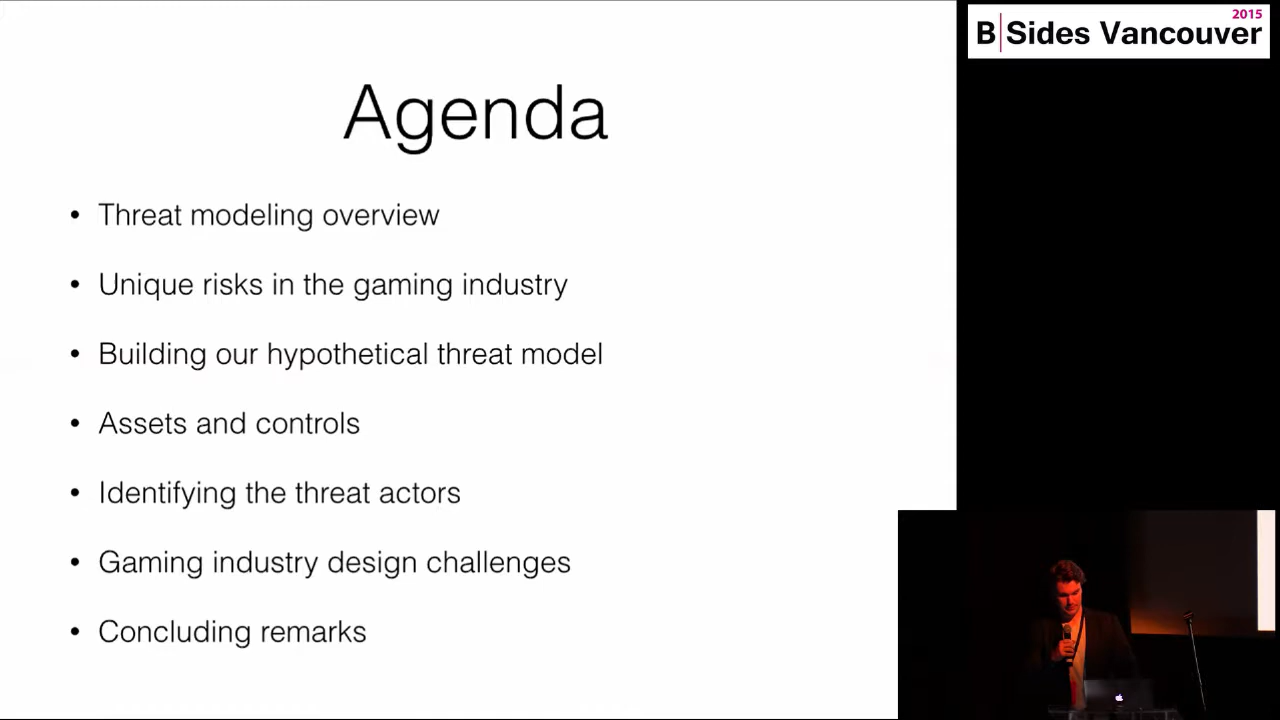 2015
B Sides Vancouver
Agenda
• Threat modeling overview
• Unique risks in the gaming industry
• Building our hypothetical threat model
• Assets and controls
• Identifying the threat actors
• Gaming industry design challenges
• Concluding remarks